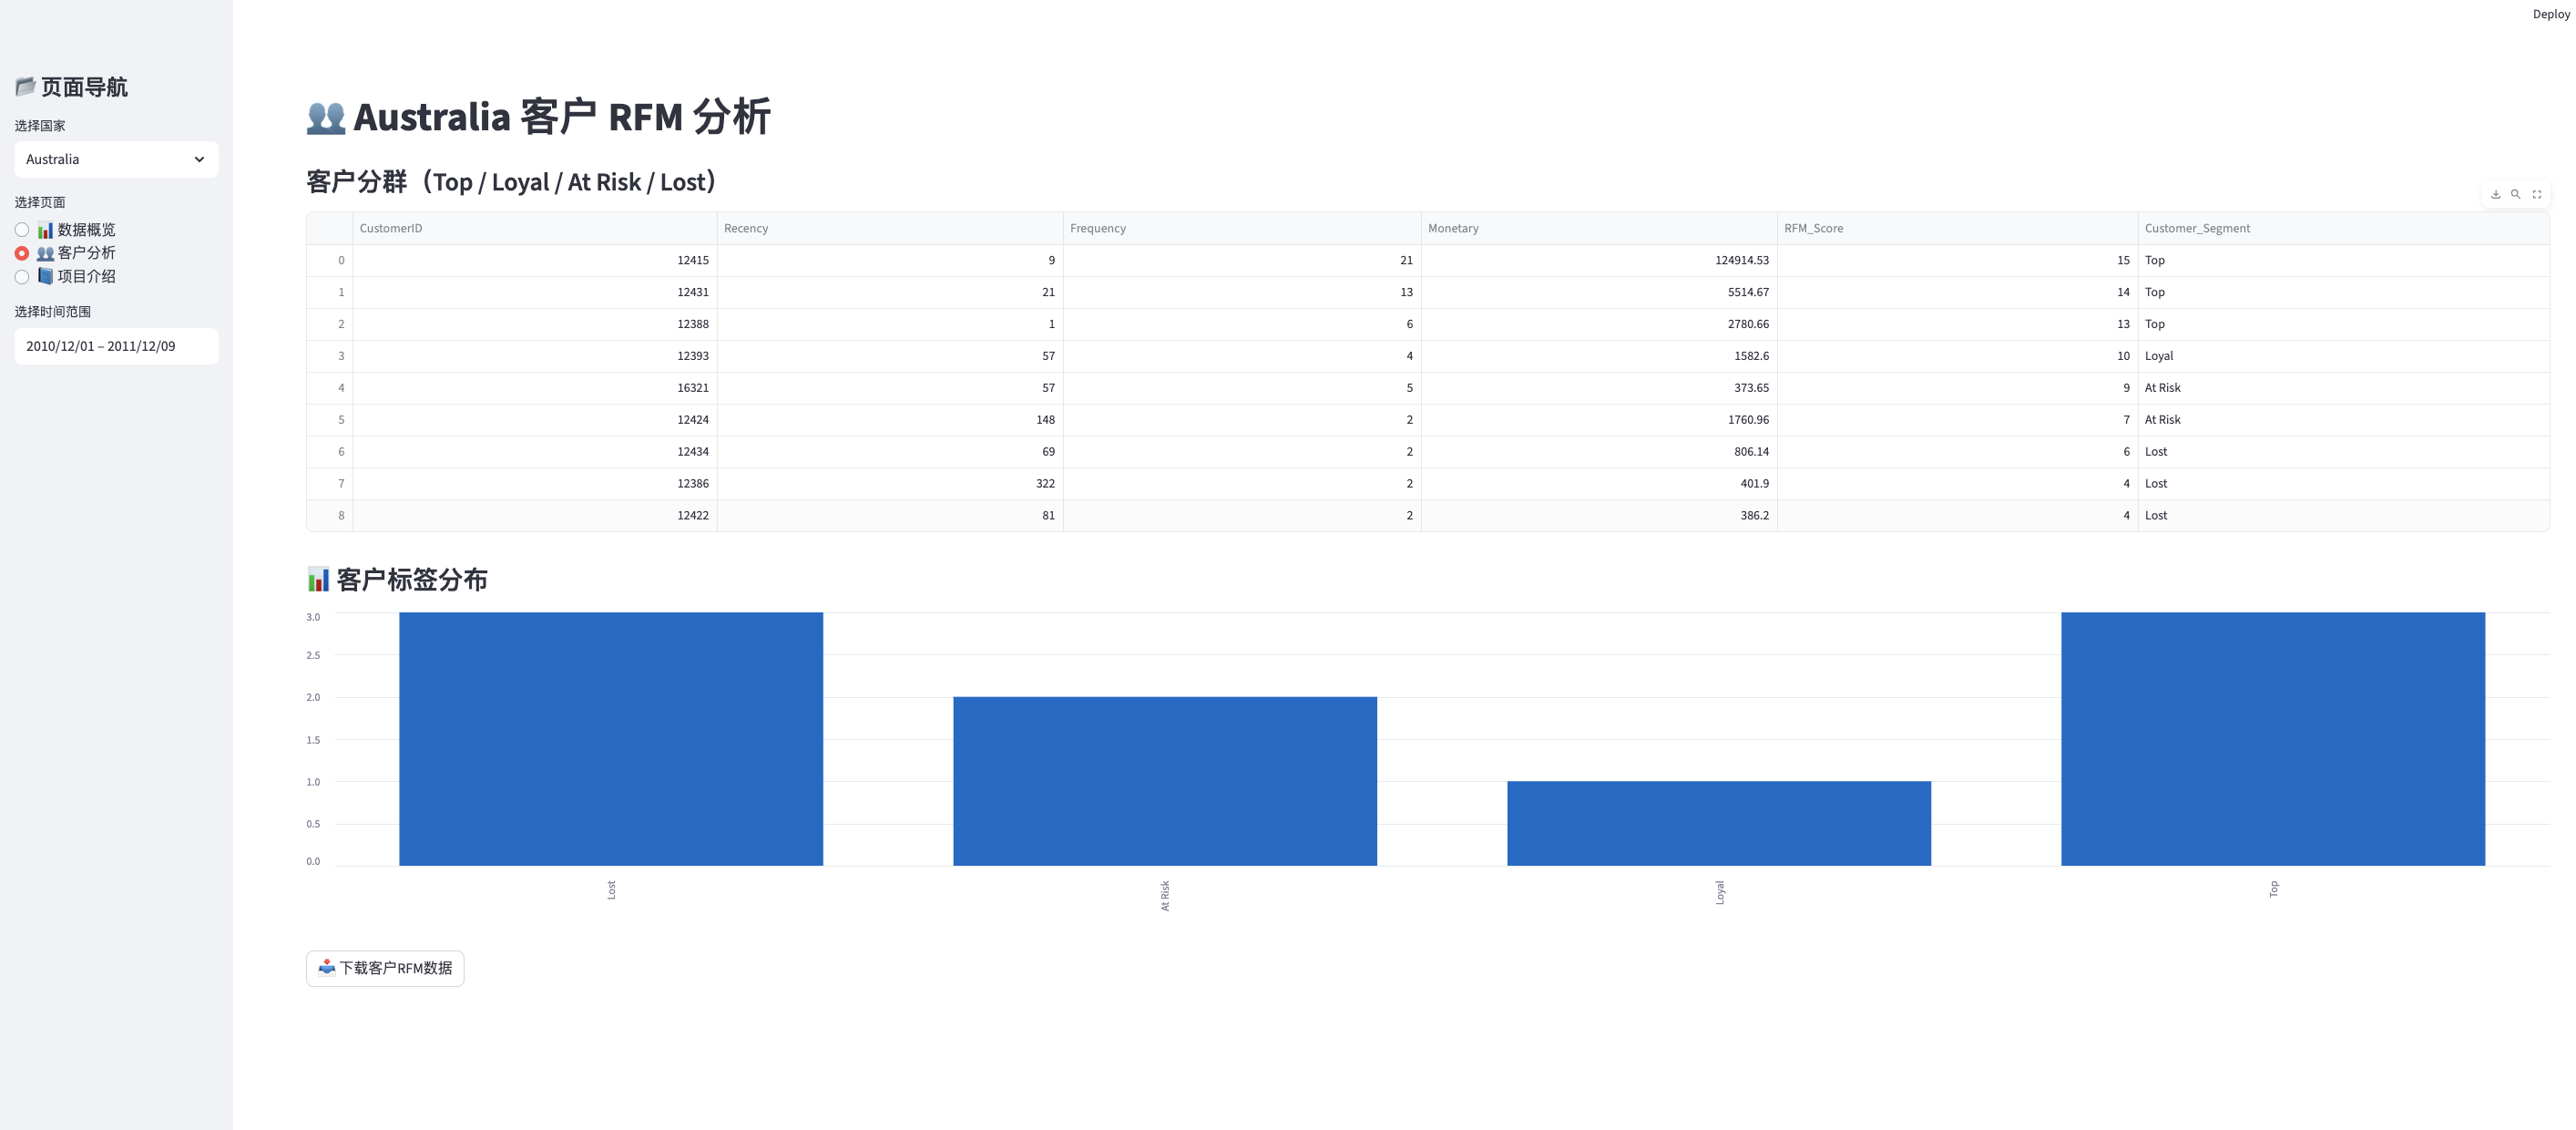 Deploy
📂 页面导航
选择国家
Australia
选择页面
📊 数据概览
👥 客户分析
📘 项目介绍
选择时间范围
2010/12/01 – 2011/12/09
👥 Australia 客户 RFM 分析
客户分群（Top / Loyal / At Risk / Lost）
CustomerID Recency Frequency Monetary RFM_Score Customer_Segment
0 12415 9 21 124914.53 15 Top
1 12431 21 13 5514.67 14 Top
2 12388 1 6 2780.66 13 Top
3 12393 57 4 1582.6 10 Loyal
4 16321 57 5 373.65 9 At Risk
5 12424 148 2 1760.96 7 At Risk
6 12434 69 2 806.14 6 Lost
7 12386 322 2 401.9 4 Lost
8 12422 81 2 386.2 4 Lost
📊 客户标签分布
3.0
2.5
2.0
1.5
1.0
0.5
0.0
Lost At Risk Loyal Top
📥 下载客户RFM数据